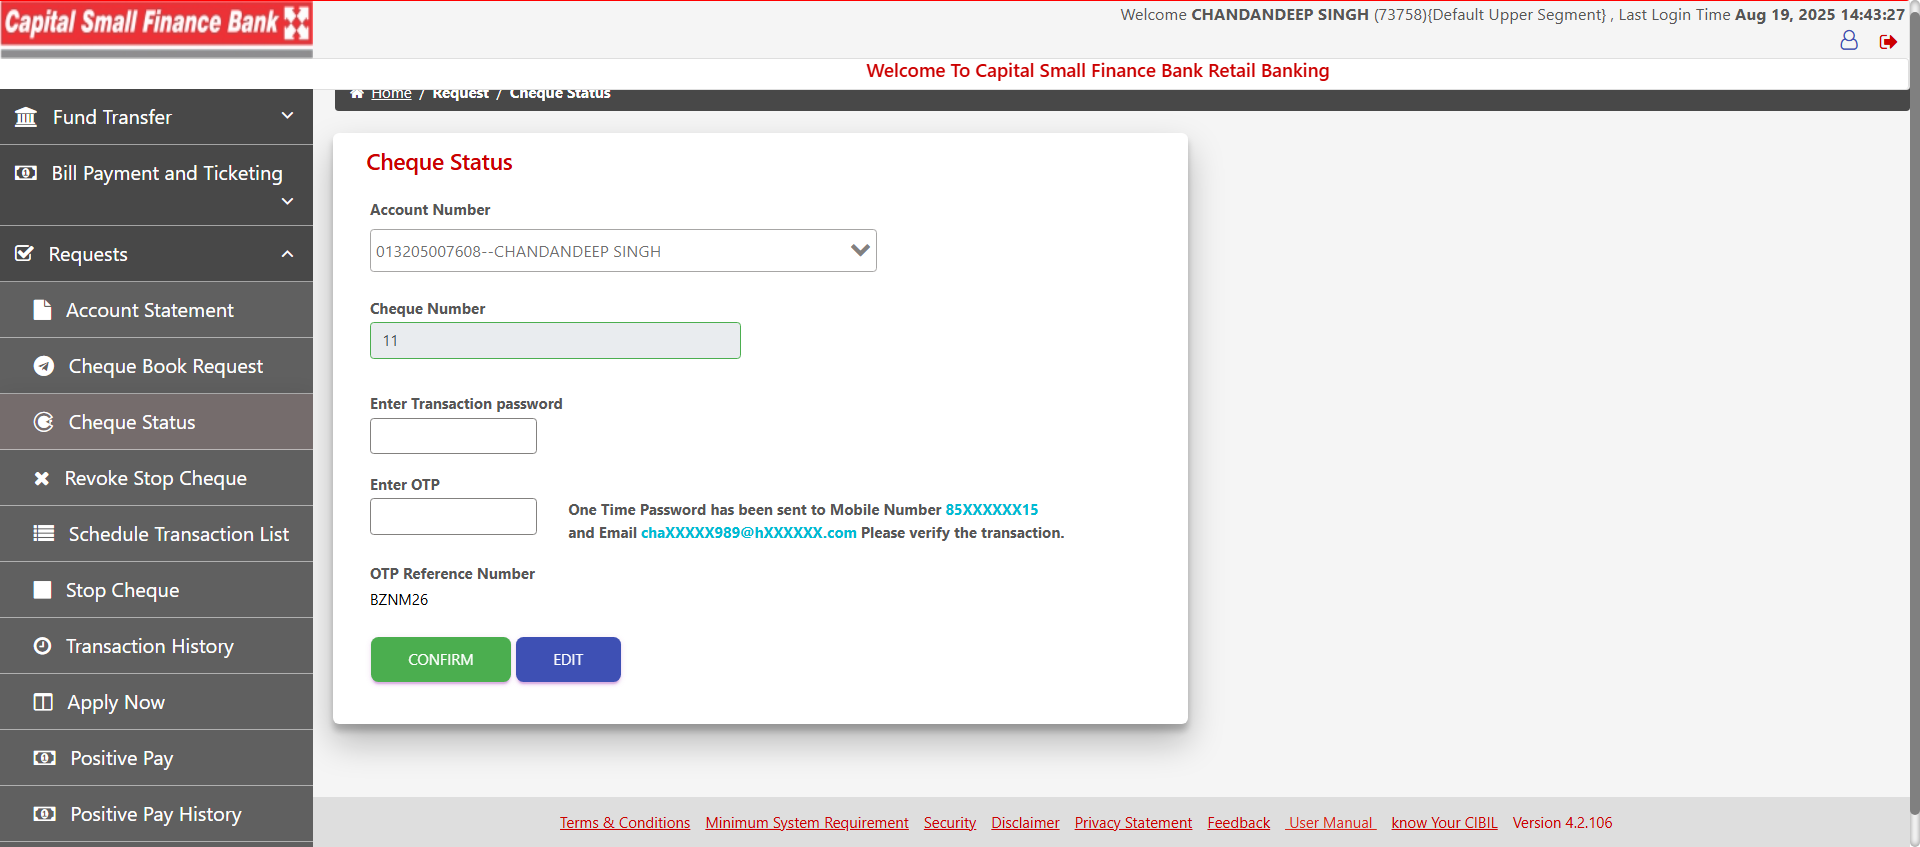 Capital Small Finance Bank
Welcome CHANDANDEEP SINGH (73758){Default Upper Segment} , Last Login Time Aug 19, 2025 14:43:27
Welcome To Capital Small Finance Bank Retail Banking
Home / Request / Cheque Status
Fund Transfer
Bill Payment and Ticketing
Requests
Account Statement
Cheque Book Request
Cheque Status
Revoke Stop Cheque
Schedule Transaction List
Stop Cheque
Transaction History
Apply Now
Positive Pay
Positive Pay History
Cheque Status
Account Number
013205007608--CHANDANDEEP SINGH
Cheque Number
11
Enter Transaction password
Enter OTP
One Time Password has been sent to Mobile Number 85XXXXXX15
and Email chaXXXXX989@hXXXXXX.com Please verify the transaction.
OTP Reference Number
BZNM26
CONFIRM EDIT
Terms & Conditions Minimum System Requirement Security Disclaimer Privacy Statement Feedback User Manual know Your CIBIL Version 4.2.106